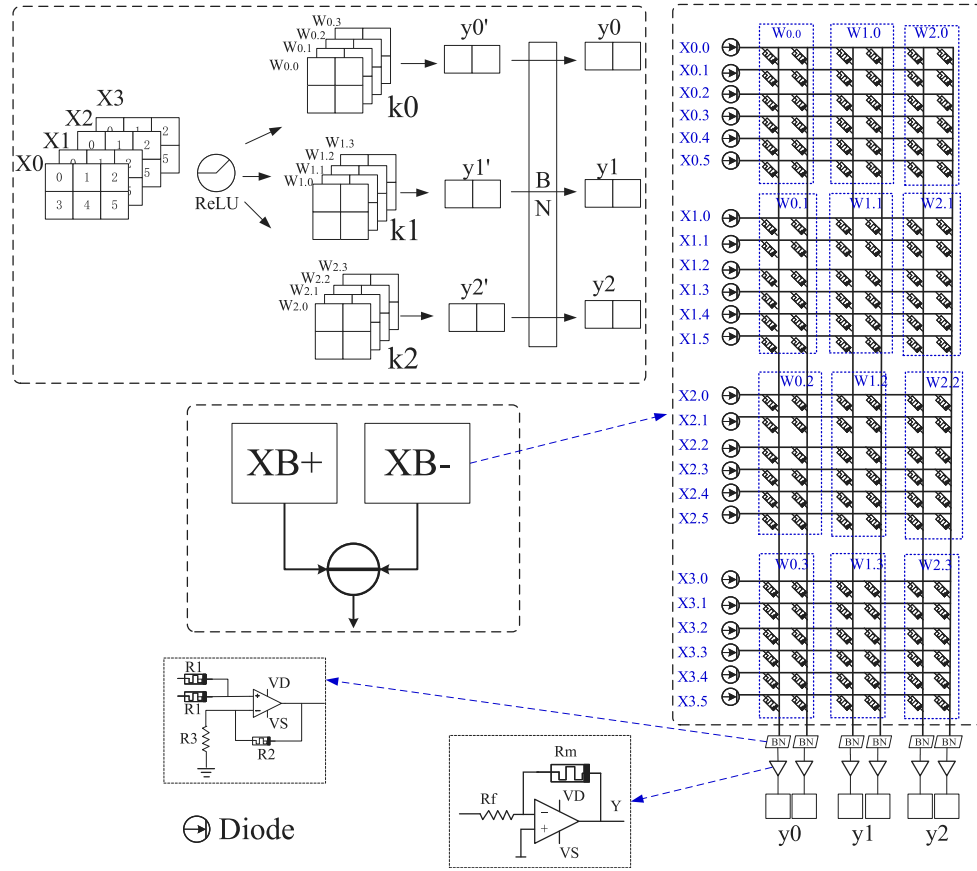 X3
X2
X1
X0
0 1 2
0 1 2
5
0 1 2
5
0 1 2
3 4 5
ReLU
W0.3
W0.2
W0.1
W0.0
k0
y0'
y0
W1.3
W1.2
W1.1
W1.0
k1
y1'
B
N
y1
W2.3
W2.2
W2.1
W2.0
k2
y2'
y2
XB+
XB-
W0.0 W1.0 W2.0
X0.0
X0.1
X0.2
X0.3
X0.4
X0.5
W0.1 W1.1 W2.1
X1.0
X1.1
X1.2
X1.3
X1.4
X1.5
W0.2 W1.2 W2.2
X2.0
X2.1
X2.2
X2.3
X2.4
X2.5
W0.3 W1.3 W2.3
X3.0
X3.1
X3.2
X3.3
X3.4
X3.5
BN BN BN BN BN BN
y0 y1 y2
R1
R1
VD
VS
R3
R2
+
−
Rm
Rf
VD
VS
Y
−
+
Diode